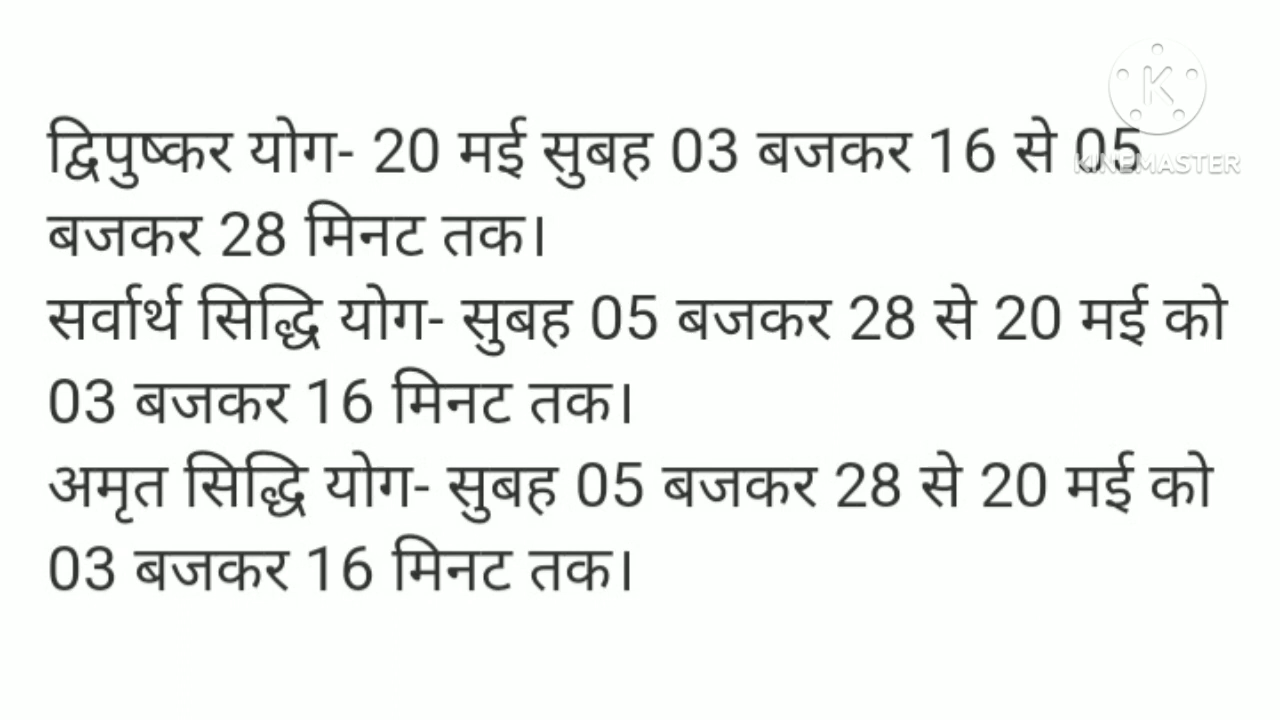 द्विपुष्कर योग- 20 मई सुबह 03 बजकर 16 से 05
बजकर 28 मिनट तक।
सर्वार्थ सिद्धि योग- सुबह 05 बजकर 28 से 20 मई को
03 बजकर 16 मिनट तक।
अमृत सिद्धि योग- सुबह 05 बजकर 28 से 20 मई को
03 बजकर 16 मिनट तक।
K
KINEMASTER